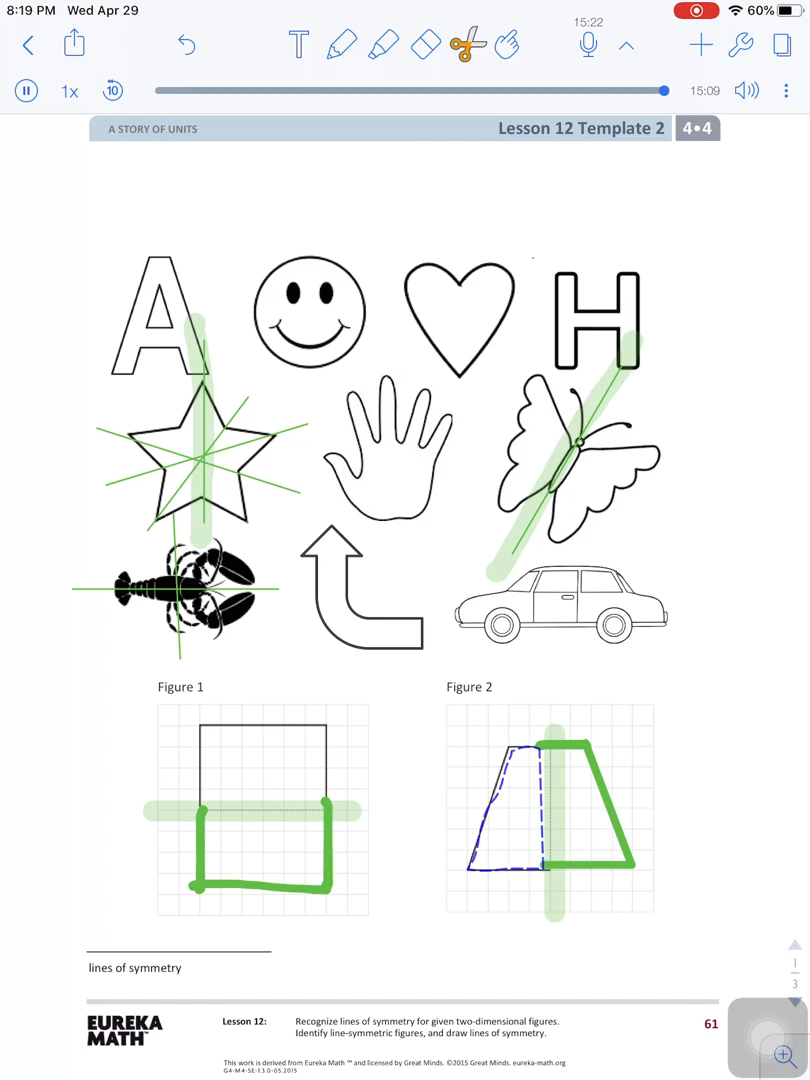 8:19 PM Wed Apr 29
60%
15:22
T
1x
10
15:09
A STORY OF UNITS
Lesson 12 Template 2 4•4
A
H
Figure 1
Figure 2
lines of symmetry
1
3
EUREKA
MATH™
Lesson 12:
Recognize lines of symmetry for given two-dimensional figures.
Identify line-symmetric figures, and draw lines of symmetry.
61
This work is derived from Eureka Math ™ and licensed by Great Minds. ©2015 Great Minds. eureka-math.org
G4-M4-SE-1.3.0-05.2015